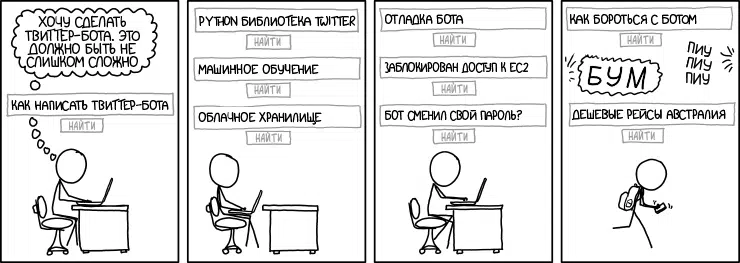 ХОЧУ СДЕЛАТЬ
ТВИТТЕР-БОТА. ЭТО
ДОЛЖНО БЫТЬ НЕ
СЛИШКОМ СЛОЖНО
КАК НАПИСАТЬ ТВИТТЕР-БОТА
НАЙТИ
PYTHON БИБЛИОТЕКА TWITTER
НАЙТИ
МАШИННОЕ ОБУЧЕНИЕ
НАЙТИ
ОБЛАЧНОЕ ХРАНИЛИЩЕ
НАЙТИ
ОТЛАДКА БОТА
НАЙТИ
ЗАБЛОКИРОВАН ДОСТУП К EC2
НАЙТИ
БОТ СМЕНИЛ СВОЙ ПАРОЛЬ?
НАЙТИ
КАК БОРОТЬСЯ С БОТОМ
НАЙТИ
ПИУ
ПИУ
ПИУ
БУМ
ДЕШЕВЫЕ РЕЙСЫ АВСТРАЛИЯ
НАЙТИ